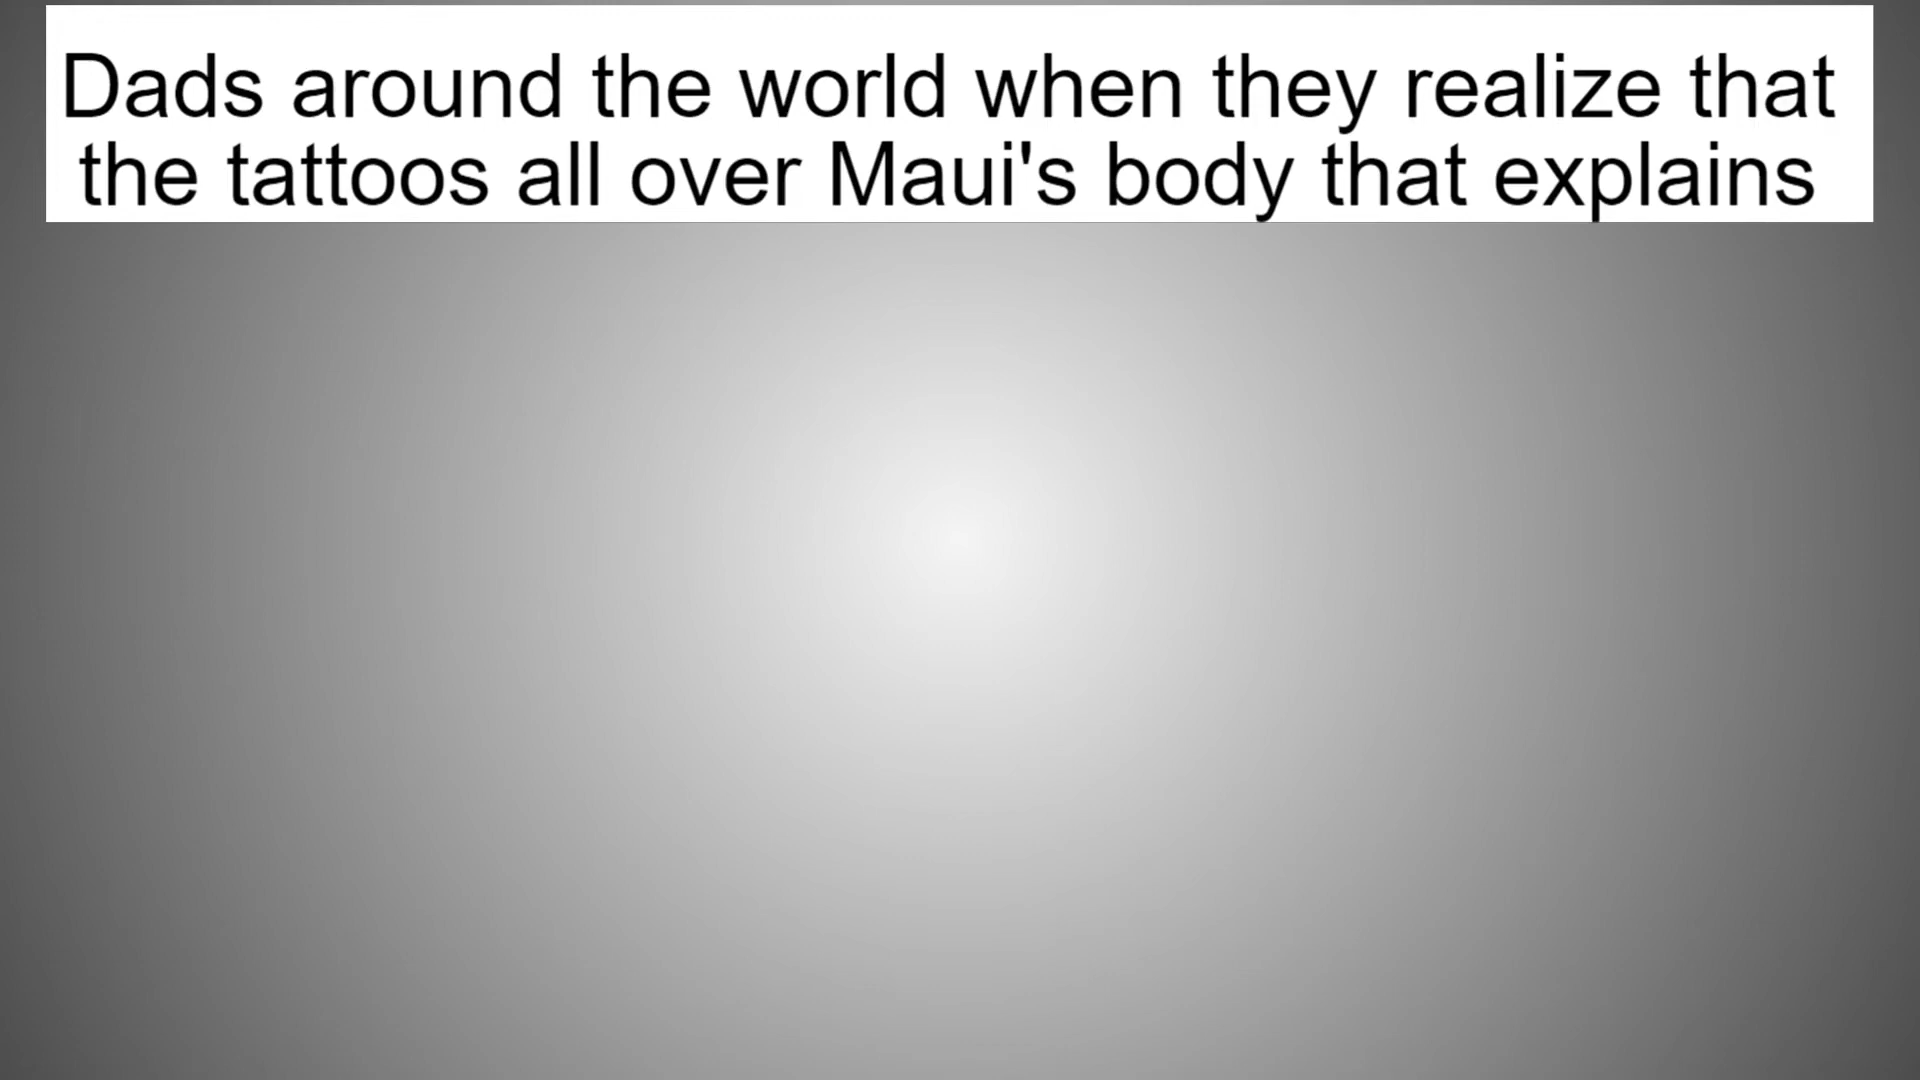 Dads around the world when they realize that
the tattoos all over Maui's body that explains